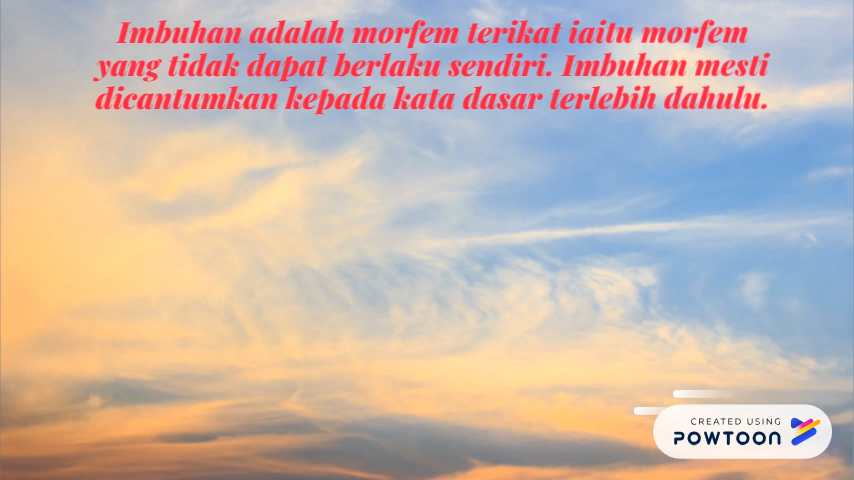 Imbuhan adalah morfem terikat iaitu morfem
yang tidak dapat berlaku sendiri. Imbuhan mesti
dicantumkan kepada kata dasar terlebih dahulu.
CREATED USING
POWTOON